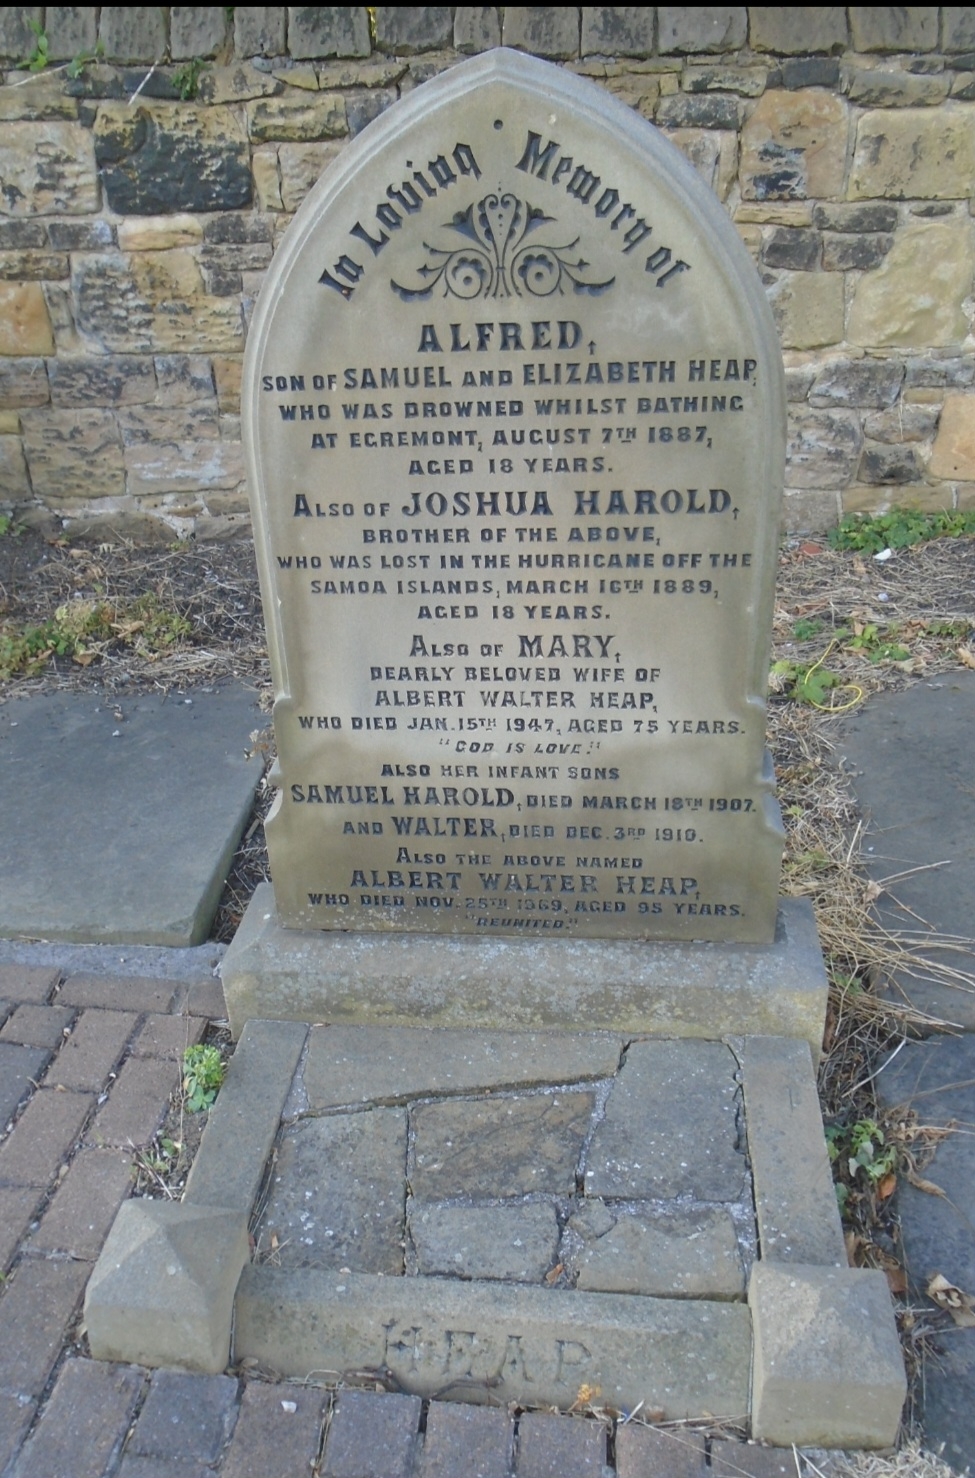 In Loving Memory of
ALFRED,
SON OF SAMUEL AND ELIZABETH HEAP,
WHO WAS DROWNED WHILST BATHING
AT EGREMONT, AUGUST 7TH 1887,
AGED 18 YEARS.
ALSO OF JOSHUA HAROLD,
BROTHER OF THE ABOVE,
WHO WAS LOST IN THE HURRICANE OFF THE
SAMOA ISLANDS, MARCH 16TH 1889,
AGED 18 YEARS.
ALSO OF MARY,
DEARLY BELOVED WIFE OF
ALBERT WALTER HEAP,
WHO DIED JAN. 15TH 1947, AGED 75 YEARS.
"GOD IS LOVE."
ALSO HER INFANT SONS
SAMUEL HAROLD, DIED MARCH 18TH 1907.
AND WALTER, DIED DEC. 3RD 1910.
ALSO THE ABOVE NAMED
ALBERT WALTER HEAP,
WHO DIED NOV. 25TH 1969, AGED 95 YEARS.
"REUNITED."
HEAP